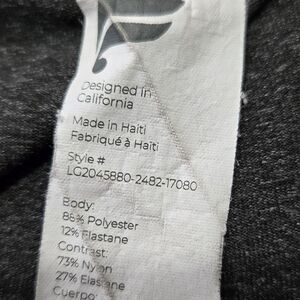 Designed in
California
Made in Haiti
Fabriqué à Haiti
Style #
LG2045880-2482-17080
Body:
88% Polyester
12% Elastane
Contrast:
73% Nylon
27% Elastane
Cuerpo: